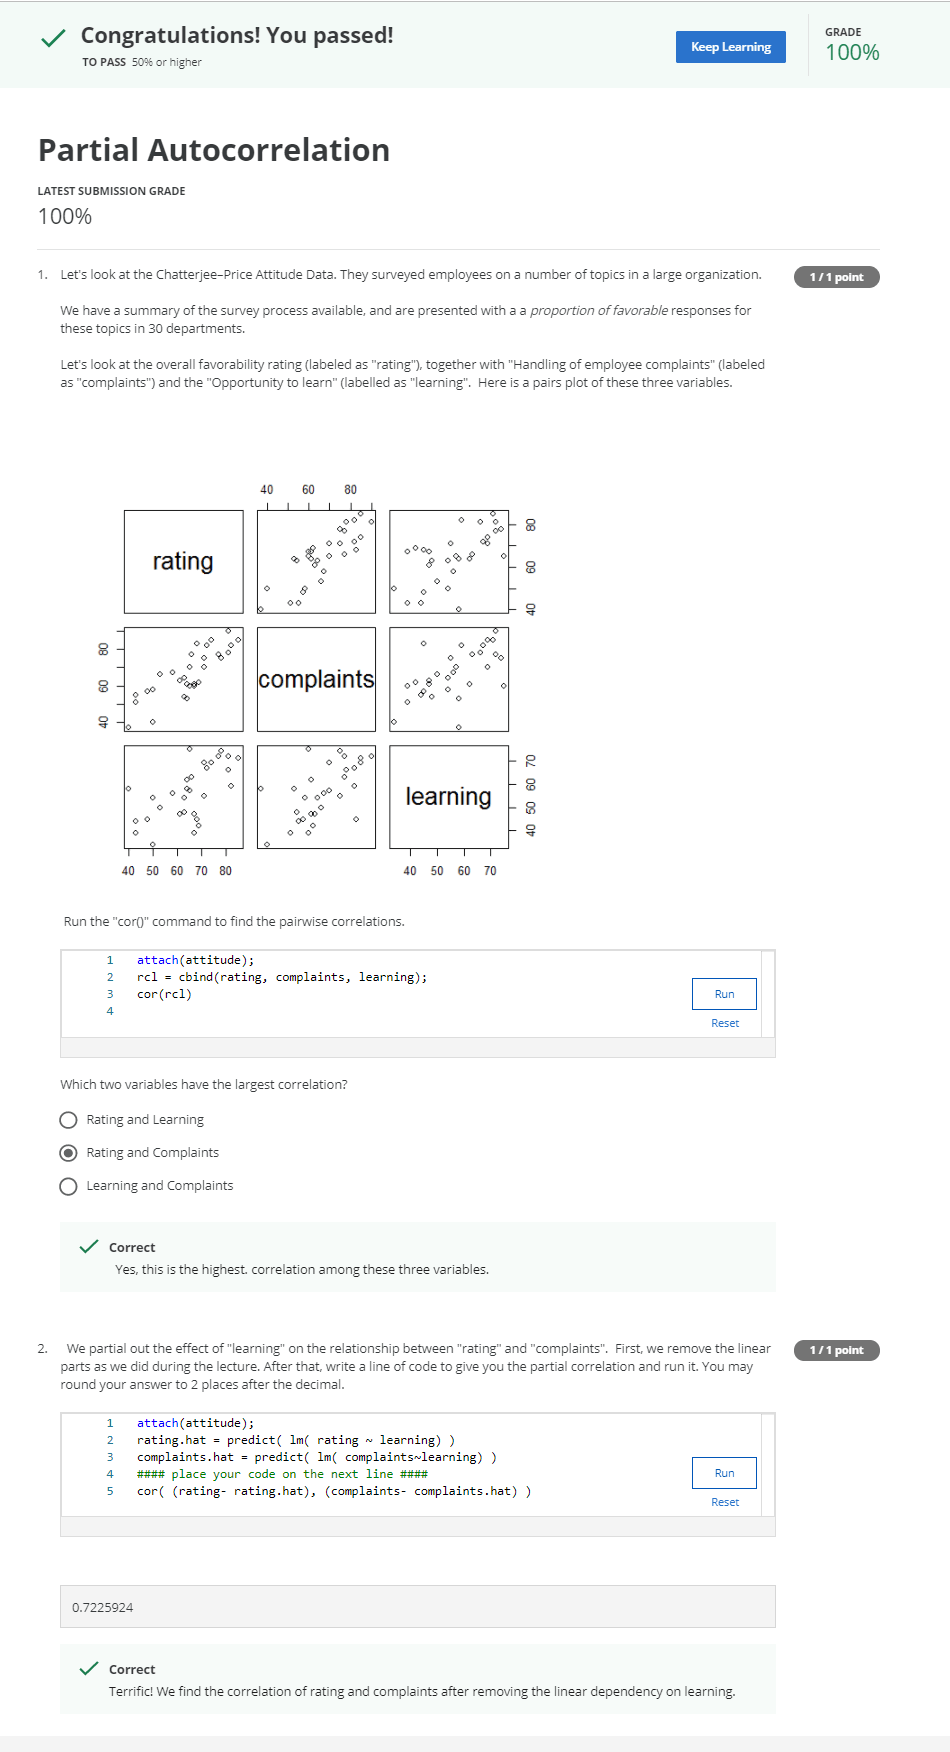 Congratulations! You passed!
TO PASS 50% or higher
Keep Learning
GRADE
100%
Partial Autocorrelation
LATEST SUBMISSION GRADE
100%
1. Let's look at the Chatterjee–Price Attitude Data. They surveyed employees on a number of topics in a large organization.
1 / 1 point
We have a summary of the survey process available, and are presented with a a proportion of favorable responses for
these topics in 30 departments.
Let's look at the overall favorability rating (labeled as "rating"), together with "Handling of employee complaints" (labeled
as "complaints") and the "Opportunity to learn" (labelled as "learning". Here is a pairs plot of these three variables.
40 60 80
rating
80
60
40
80
60
40
complaints
learning
70
60
50
40
40 50 60 70 80
40 50 60 70
Run the "cor()" command to find the pairwise correlations.
1 attach(attitude);
2 rcl = cbind(rating, complaints, learning);
3 cor(rcl)
4
Run
Reset
Which two variables have the largest correlation?
Rating and Learning
Rating and Complaints
Learning and Complaints
Correct
Yes, this is the highest. correlation among these three variables.
2. We partial out the effect of "learning" on the relationship between "rating" and "complaints". First, we remove the linear
1 / 1 point
parts as we did during the lecture. After that, write a line of code to give you the partial correlation and run it. You may
round your answer to 2 places after the decimal.
1 attach(attitude);
2 rating.hat = predict( lm( rating ~ learning) )
3 complaints.hat = predict( lm( complaints~learning) )
4 #### place your code on the next line ####
5 cor( (rating- rating.hat), (complaints- complaints.hat) )
Run
Reset
0.7225924
Correct
Terrific! We find the correlation of rating and complaints after removing the linear dependency on learning.